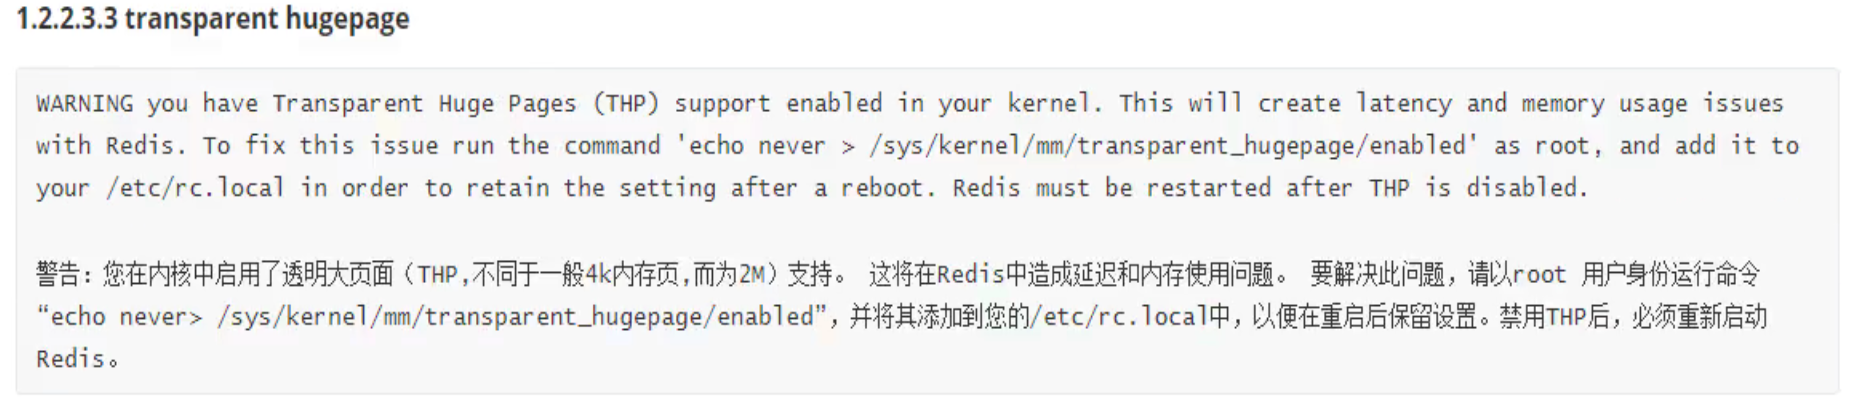 1.2.2.3.3 transparent hugepage
WARNING you have Transparent Huge Pages (THP) support enabled in your kernel. This will create latency and memory usage issues
with Redis. To fix this issue run the command 'echo never > /sys/kernel/mm/transparent_hugepage/enabled' as root, and add it to
your /etc/rc.local in order to retain the setting after a reboot. Redis must be restarted after THP is disabled.
警告：您在内核中启用了透明大页面（THP,不同于一般4k内存页,而为2M）支持。 这将在Redis中造成延迟和内存使用问题。 要解决此问题，请以root 用户身份运行命令
“echo never> /sys/kernel/mm/transparent_hugepage/enabled”，并将其添加到您的/etc/rc.local中，以便在重启后保留设置。禁用THP后，必须重新启动
Redis。